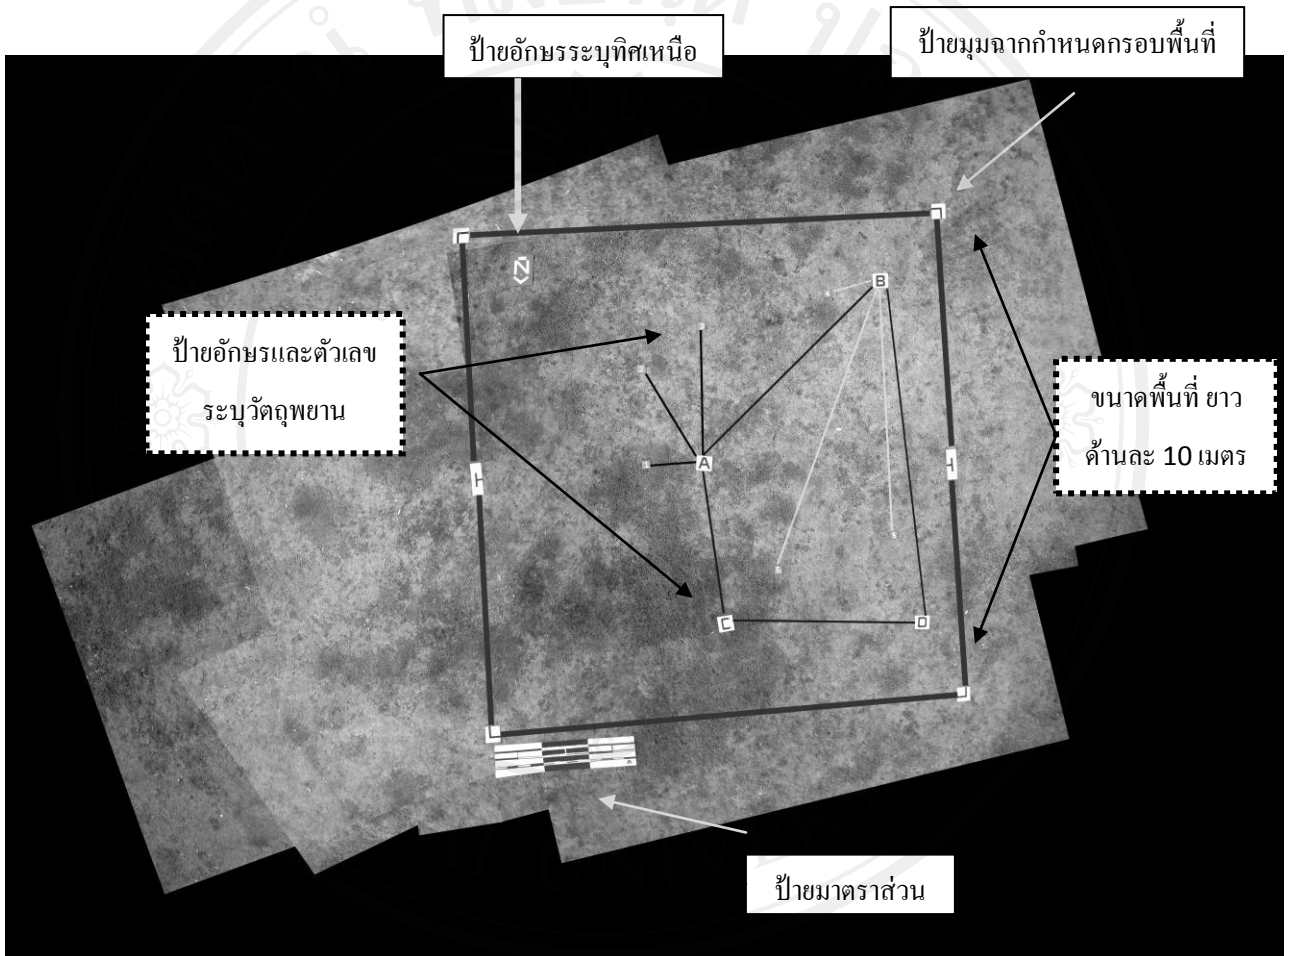 ป้ายอักษรระบุทิศเหนือ
ป้ายมุมฉากกำหนดกรอบพื้นที่
N
B
ป้ายอักษรและตัวเลข
ระบุวัตถุพยาน
ขนาดพื้นที่ ยาว
ด้านละ 10 เมตร
A
C
D
ป้ายมาตราส่วน